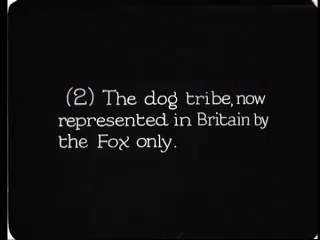 (2) The dog tribe, now
represented in Britain by
the Fox only.